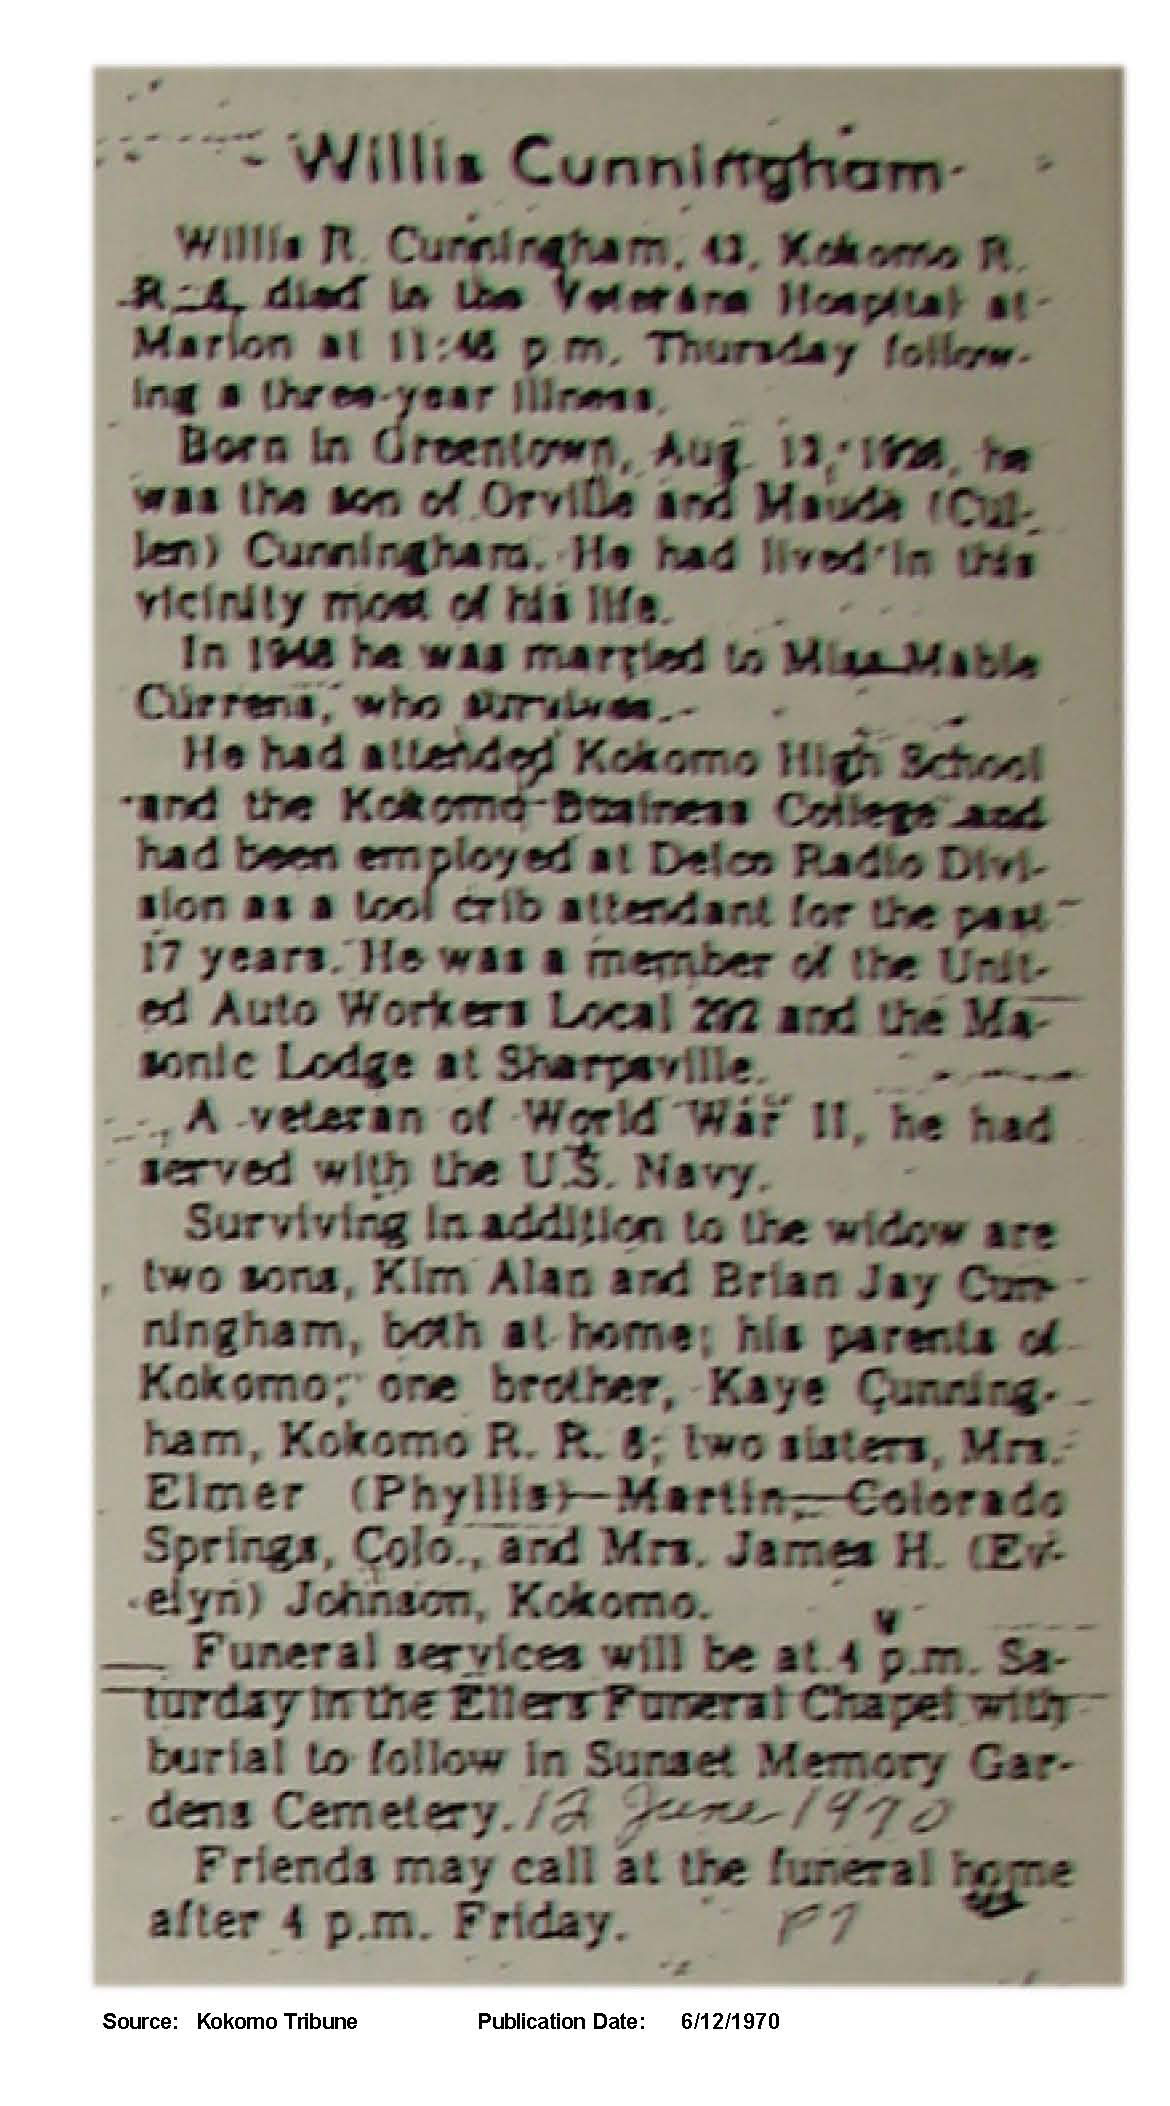 Willis Cunningham
Willis R. Cunningham, Kokomo R.
R. died in the Veterans Hospital at
Marion at p.m. Thursday follow-
ing a three-year illness.
Born in Greentown, Aug. he
was the son of Orville and Maude (Cul-
len) Cunningham. He had lived in this
vicinity most of his life.
In 1948 he was married to Miss Mable
Currens, who survives.
He had attended Kokomo High School
and the Kokomo Business College and
had been employed at Delco Radio Divi-
sion as a tool crib attendant for the past
17 years. He was a member of the Unit-
ed Auto Workers Local 292 and the Ma-
sonic Lodge at Sharpsville.
A veteran of World War II, he had
served with the U.S. Navy.
Surviving in addition to the widow are
two sons, Kim Alan and Brian Jay Cun-
ningham, both at home; his parents of
Kokomo; one brother, Kaye Cunning-
ham, Kokomo R. R. two sisters, Mrs.
Elmer (Phyllis) Martin, Colorado
Springs, Colo., and Mrs. James H. (Ev-
elyn) Johnson, Kokomo.
Funeral services will be at 4 p.m. Sa-
turday in the Ellers Funeral Chapel with
burial to follow in Sunset Memory Gar-
dens Cemetery. 12 June 1970
Friends may call at the funeral home
after 4 p.m. Friday. P7
Source: Kokomo Tribune Publication Date: 6/12/1970